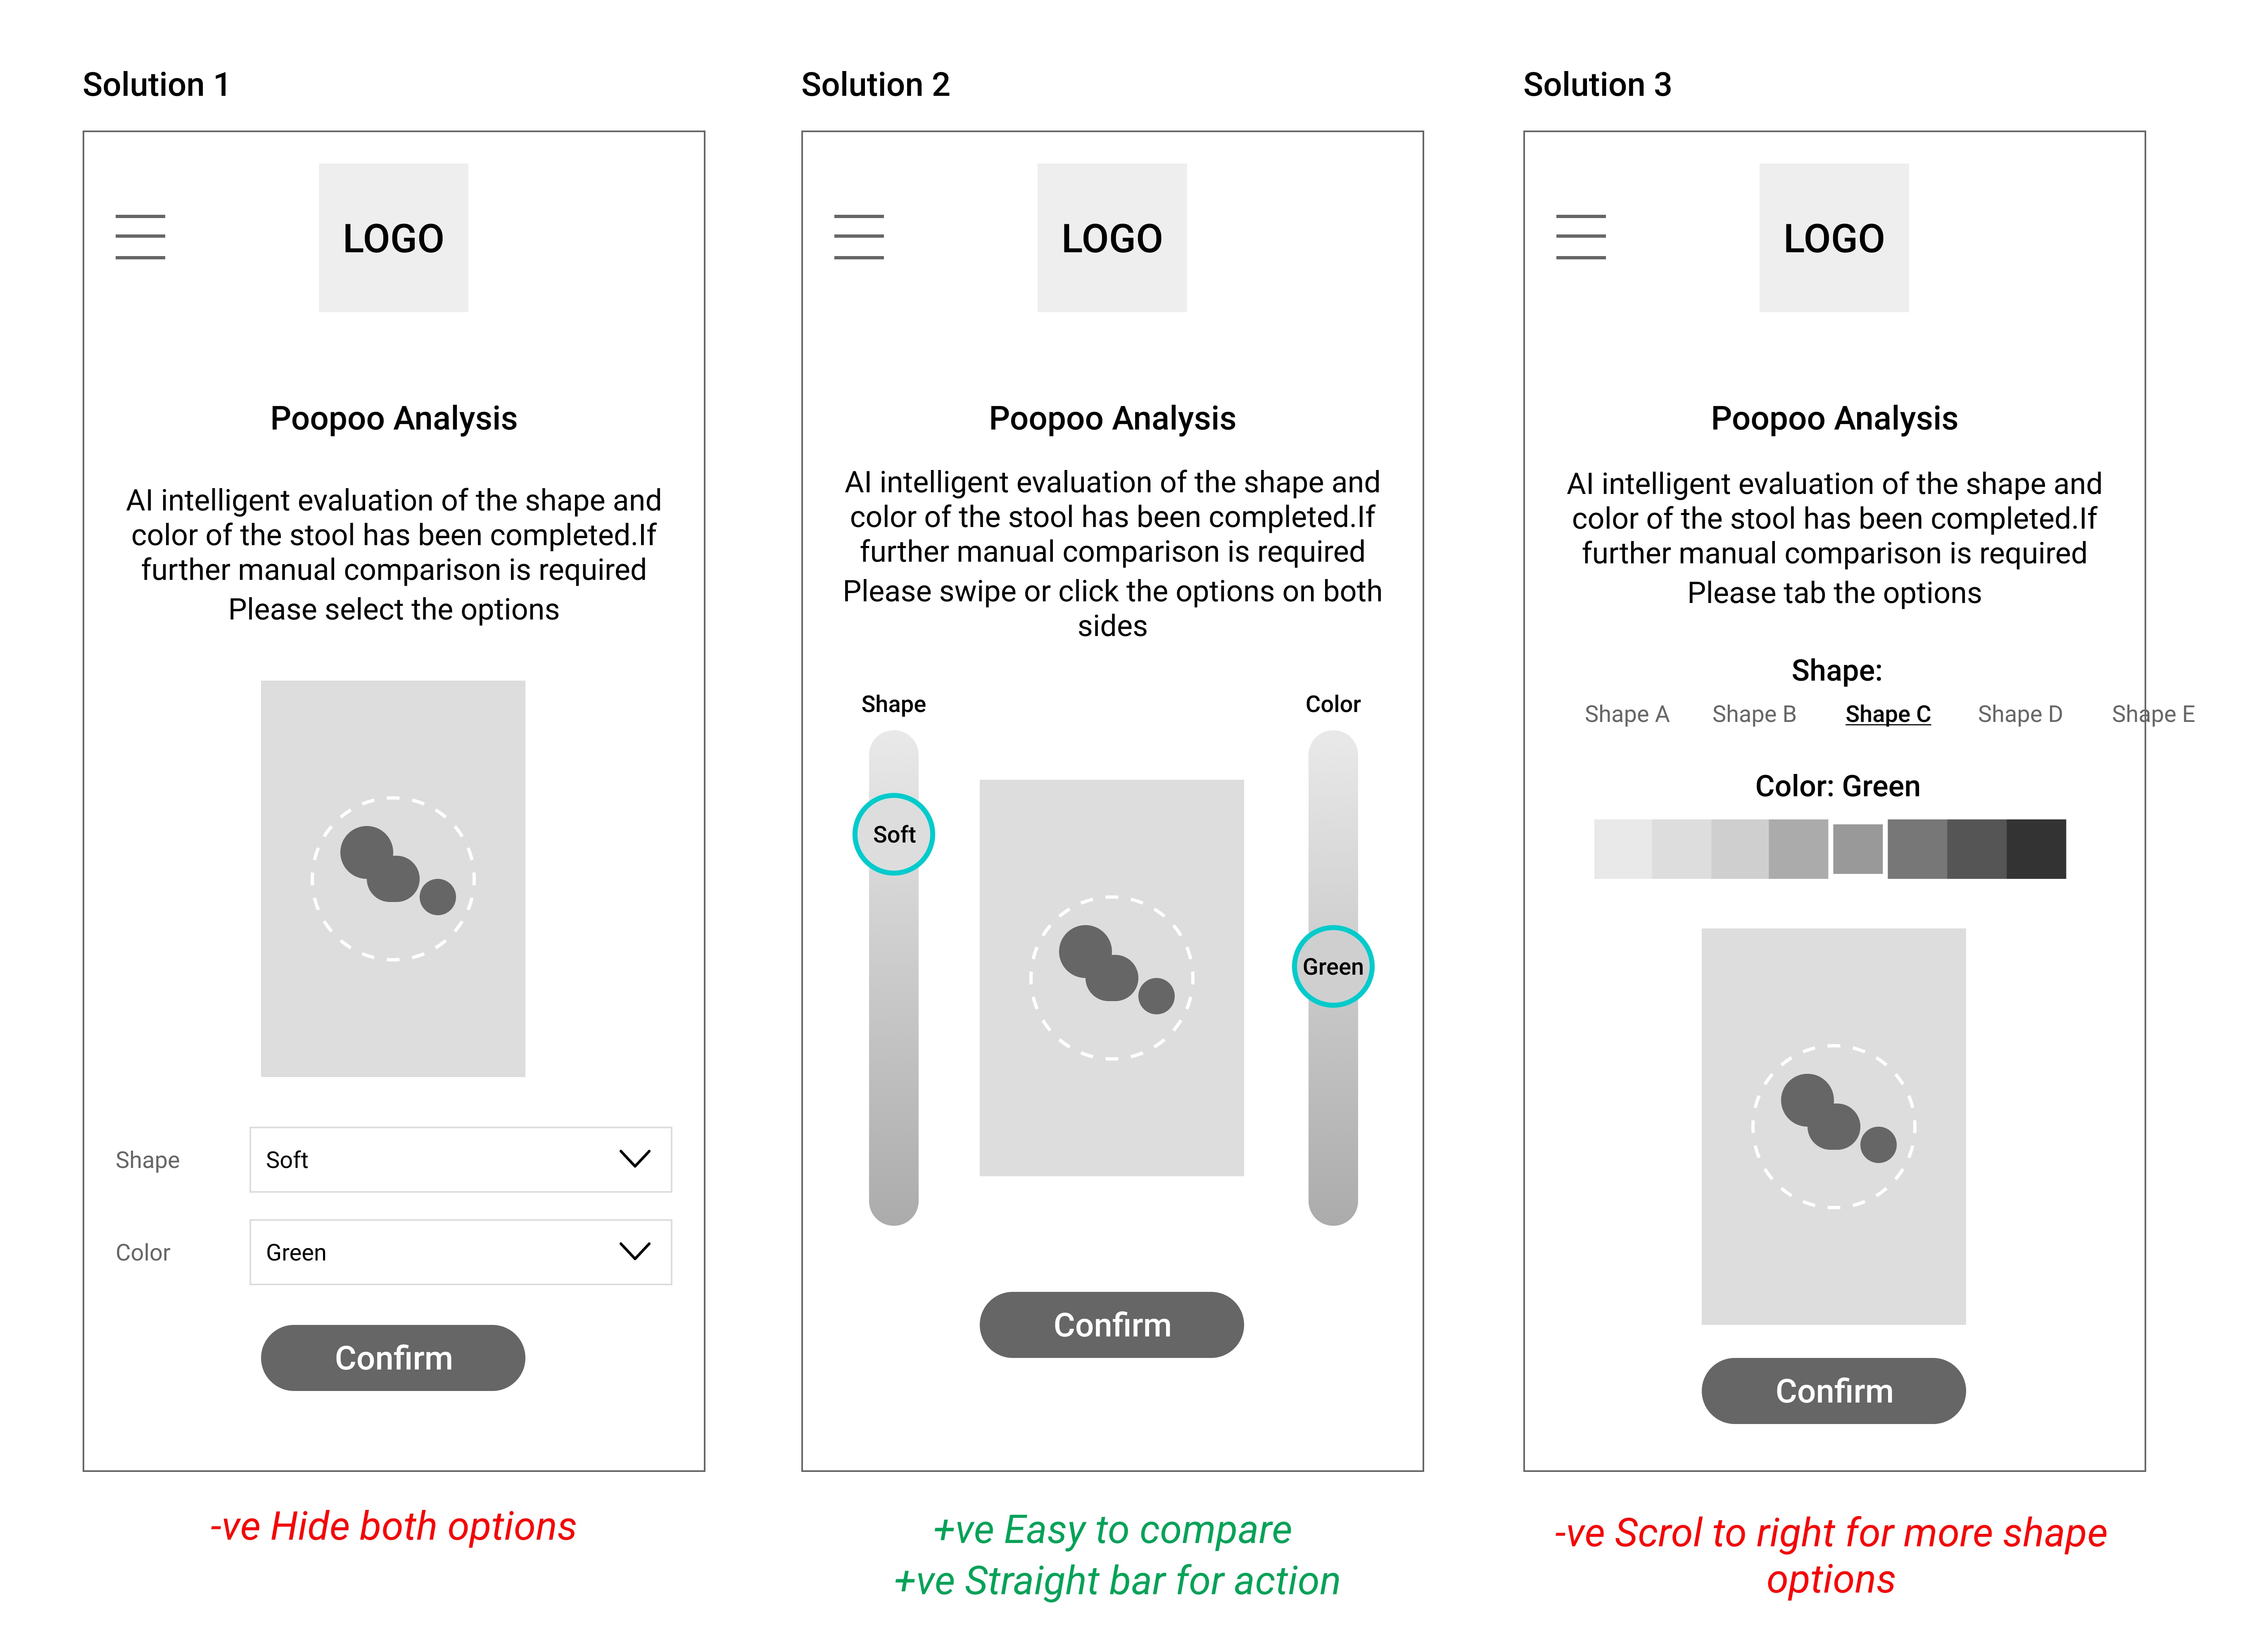 Solution 1
LOGO
Poopoo Analysis
AI intelligent evaluation of the shape and
color of the stool has been completed.If
further manual comparison is required
Please select the options
Shape
Soft
Color
Green
Confirm
-ve Hide both options
Solution 2
LOGO
Poopoo Analysis
AI intelligent evaluation of the shape and
color of the stool has been completed.If
further manual comparison is required
Please swipe or click the options on both
sides
Shape
Color
Soft
Green
Confirm
+ve Easy to compare
+ve Straight bar for action
Solution 3
LOGO
Poopoo Analysis
AI intelligent evaluation of the shape and
color of the stool has been completed.If
further manual comparison is required
Please tab the options
Shape:
Shape A Shape B Shape C Shape D Shape E
Color: Green
Confirm
-ve Scrol to right for more shape
options